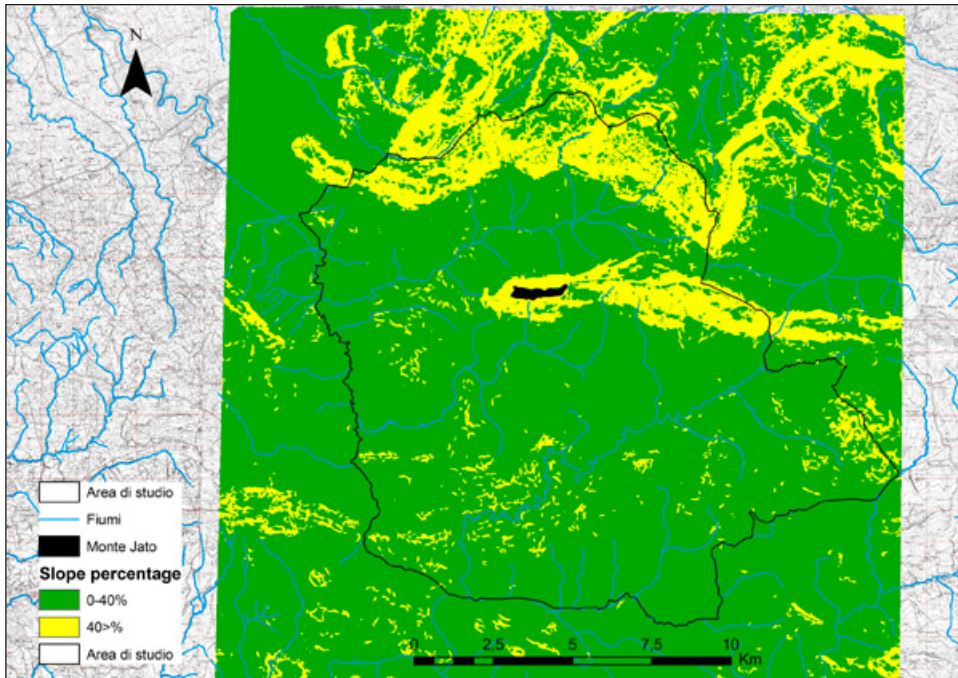 N
Area di studio
Fiumi
Monte Jato
Slope percentage
0-40%
40>%
Area di studio
0 2,5 5 7,5 10
Km